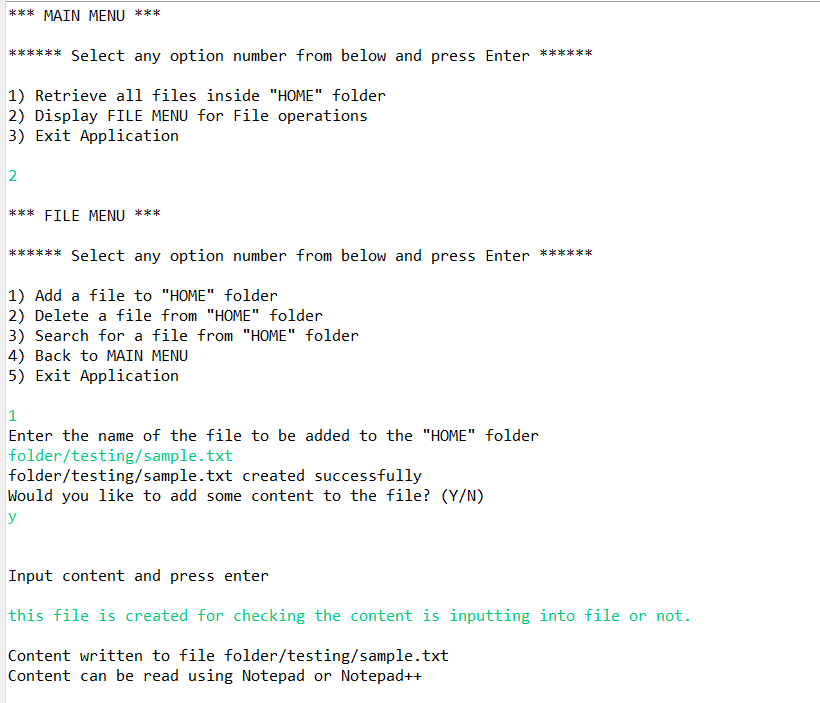 *** MAIN MENU ***
****** Select any option number from below and press Enter ******
1) Retrieve all files inside "HOME" folder
2) Display FILE MENU for File operations
3) Exit Application
2
*** FILE MENU ***
****** Select any option number from below and press Enter ******
1) Add a file to "HOME" folder
2) Delete a file from "HOME" folder
3) Search for a file from "HOME" folder
4) Back to MAIN MENU
5) Exit Application
1
Enter the name of the file to be added to the "HOME" folder
folder/testing/sample.txt
folder/testing/sample.txt created successfully
Would you like to add some content to the file? (Y/N)
y
Input content and press enter
this file is created for checking the content is inputting into file or not.
Content written to file folder/testing/sample.txt
Content can be read using Notepad or Notepad++